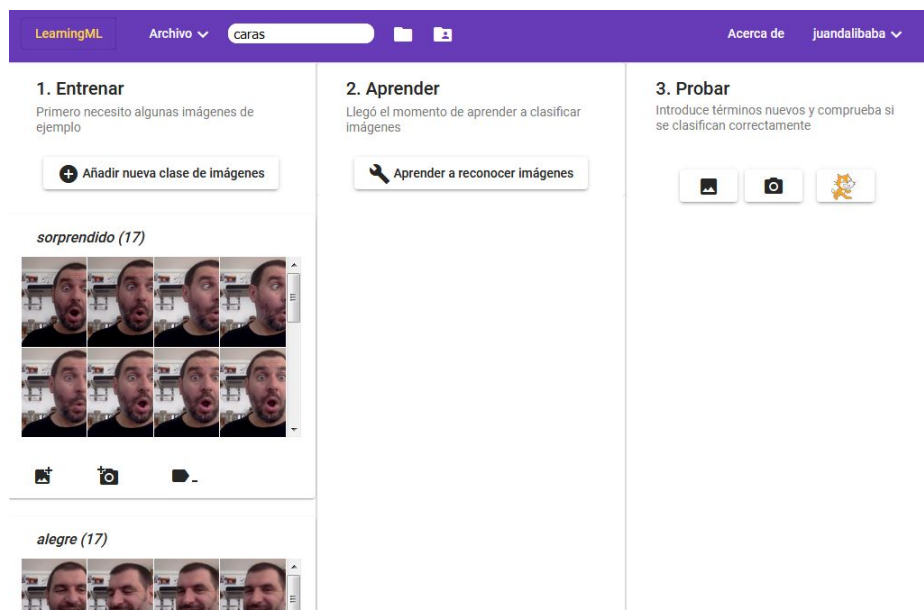 LearningML
Archivo
caras
Acerca de
juandalibaba
1. Entrenar
Primero necesito algunas imágenes de
ejemplo
Añadir nueva clase de imágenes
sorprendido (17)
alegre (17)
2. Aprender
Llegó el momento de aprender a clasificar
imágenes
Aprender a reconocer imágenes
3. Probar
Introduce términos nuevos y comprueba si
se clasifican correctamente